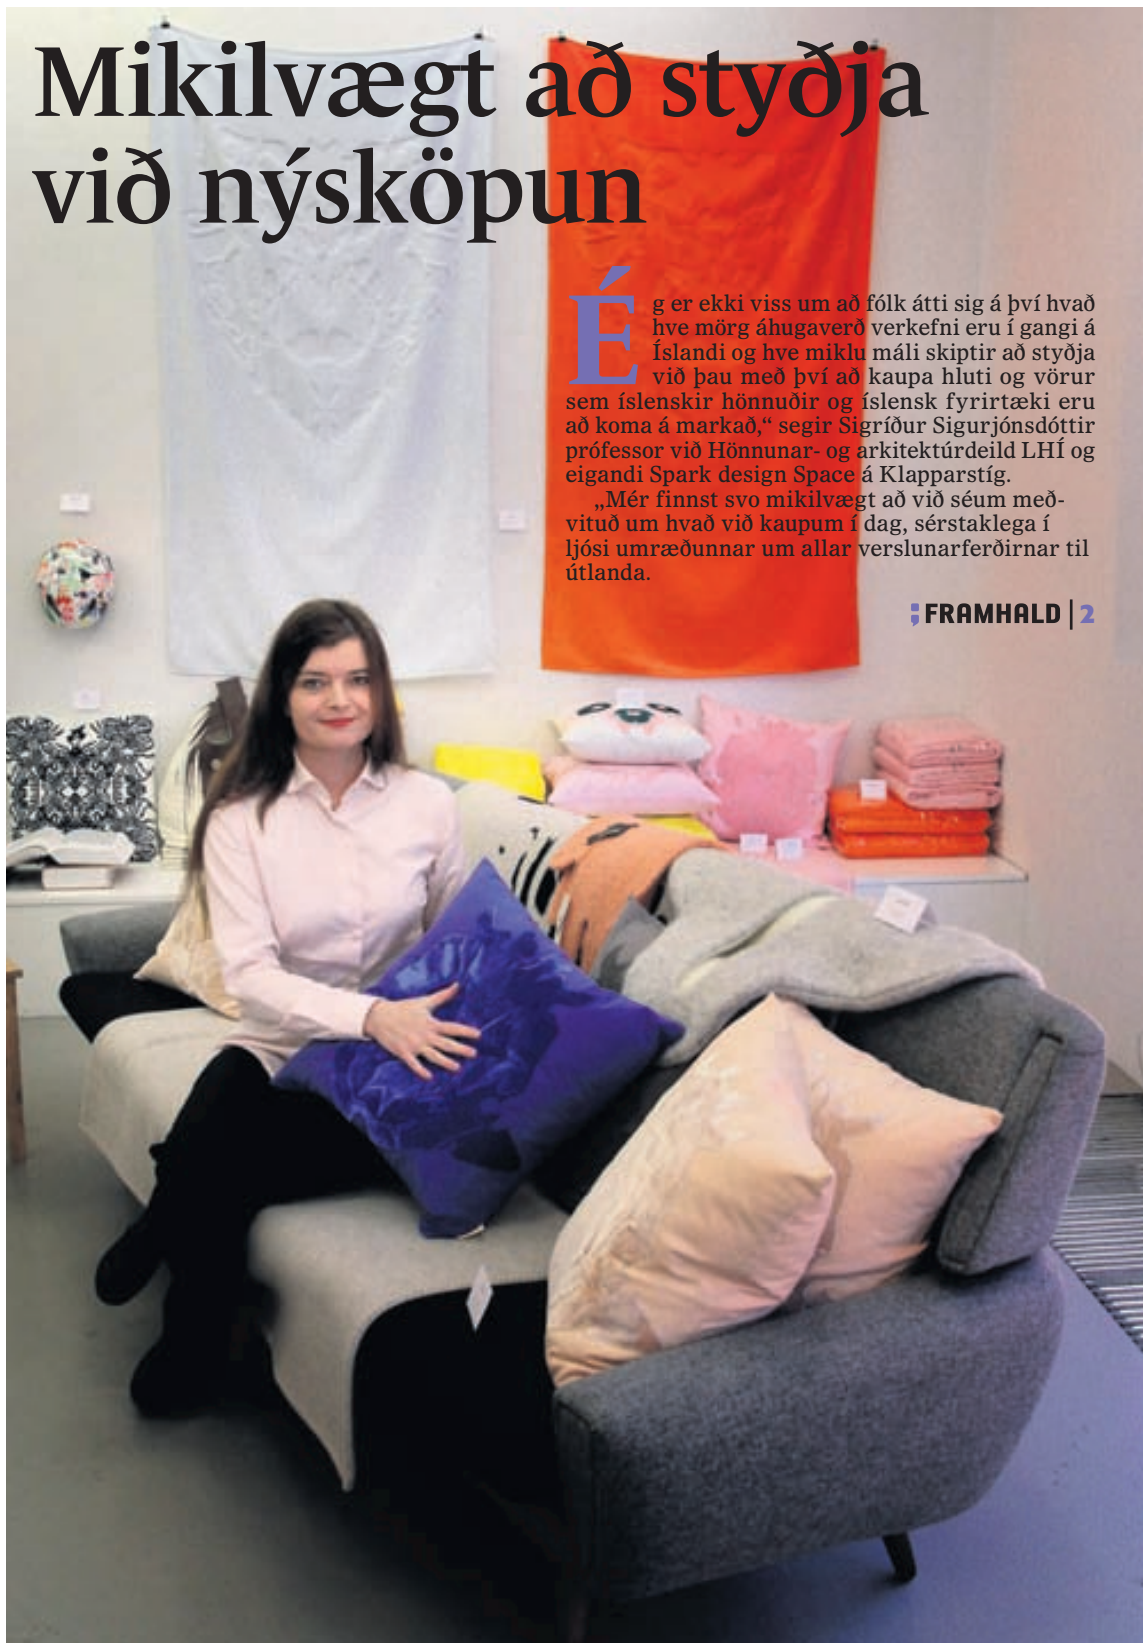 Mikilvægt að styðja
við nýsköpun
Ég er ekki viss um að fólk átti sig á því hvað
hve mörg áhugaverð verkefni eru í gangi á
Íslandi og hve miklu máli skiptir að styðja
við þau með því að kaupa hluti og vörur
sem íslenskir hönnuðir og íslensk fyrirtæki eru
að koma á markað,“ segir Sigríður Sigurjónsdóttir
prófessor við Hönnunar- og arkitektúrdeild LHÍ og
eigandi Spark design Space á Klapparstíg.
„Mér finnst svo mikilvægt að við séum með-
vituð um hvað við kaupum í dag, sérstaklega í
ljósi umræðunnar um allar verslunarferðirnar til
útlanda.
;FRAMHALD | 2